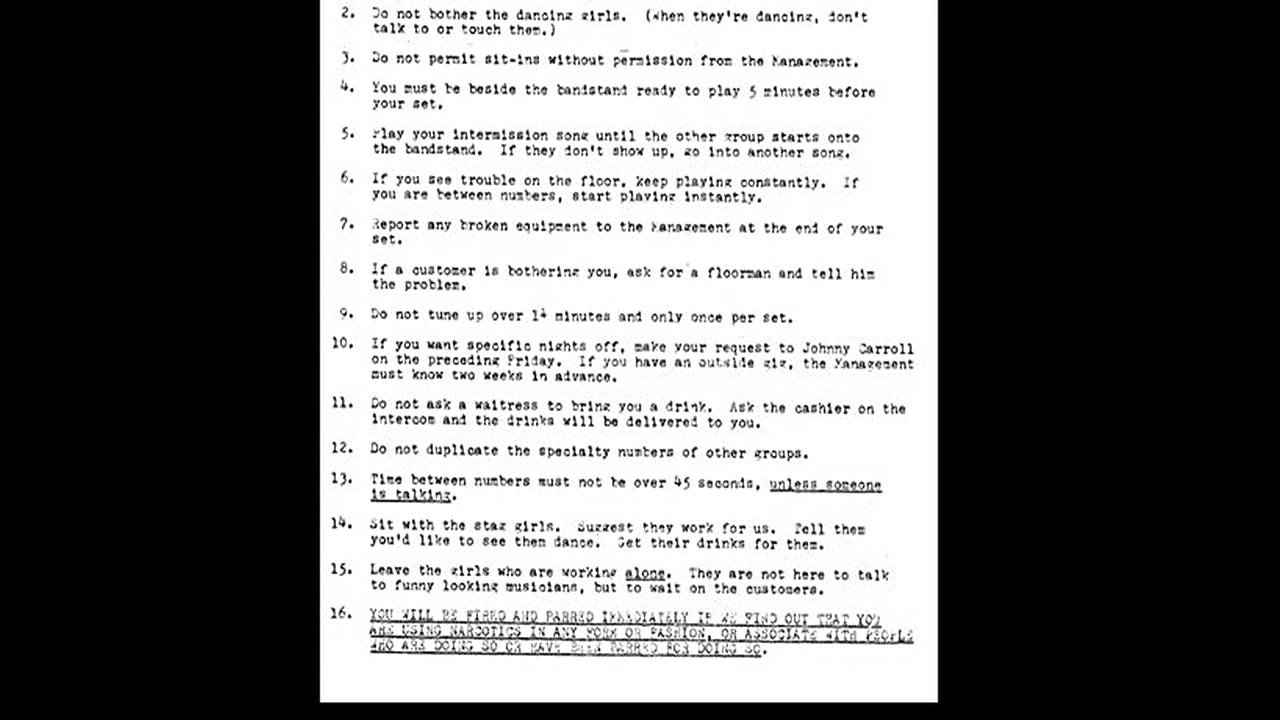 2. Do not bother the dancing girls. (When they're dancing, don't
talk to or touch them.)
3. Do not permit sit-ins without permission from the Management.
4. You must be beside the bandstand ready to play 5 minutes before
your set.
5. Play your intermission song until the other group starts onto
the bandstand. If they don't show up, go into another song.
6. If you see trouble on the floor, keep playing constantly. If
you are between numbers, start playing instantly.
7. Report any broken equipment to the Management at the end of your
set.
8. If a customer is bothering you, ask for a floorman and tell him
the problem.
9. Do not tune up over minutes and only once per set.
10. If you want specific nights off, make your request to Johnny Carroll
on the preceding Friday. If you have an outside gig, the Management
must know two weeks in advance.
11. Do not ask a waitress to bring you a drink. Ask the cashier on the
intercom and the drinks will be delivered to you.
12. Do not duplicate the specialty numbers of other groups.
13. Time between numbers must not be over 45 seconds, unless someone
is talking.
14. Sit with the stag girls. Suggest they work for us. Tell them
you'd like to see them dance. Get their drinks for them.
15. Leave the girls who are working alone. They are not here to talk
to funny looking musicians, but to wait on the customers.
16. YOU WILL BE FIRED AND BARRED IMMEDIATELY IF WE FIND OUT THAT YOU
ARE USING NARCOTICS IN ANY FORM OR FASHION, OR ASSOCIATE WITH PEOPLE
WHO ARE DOING SO OR HAVE BEEN BARRED FOR DOING SO.